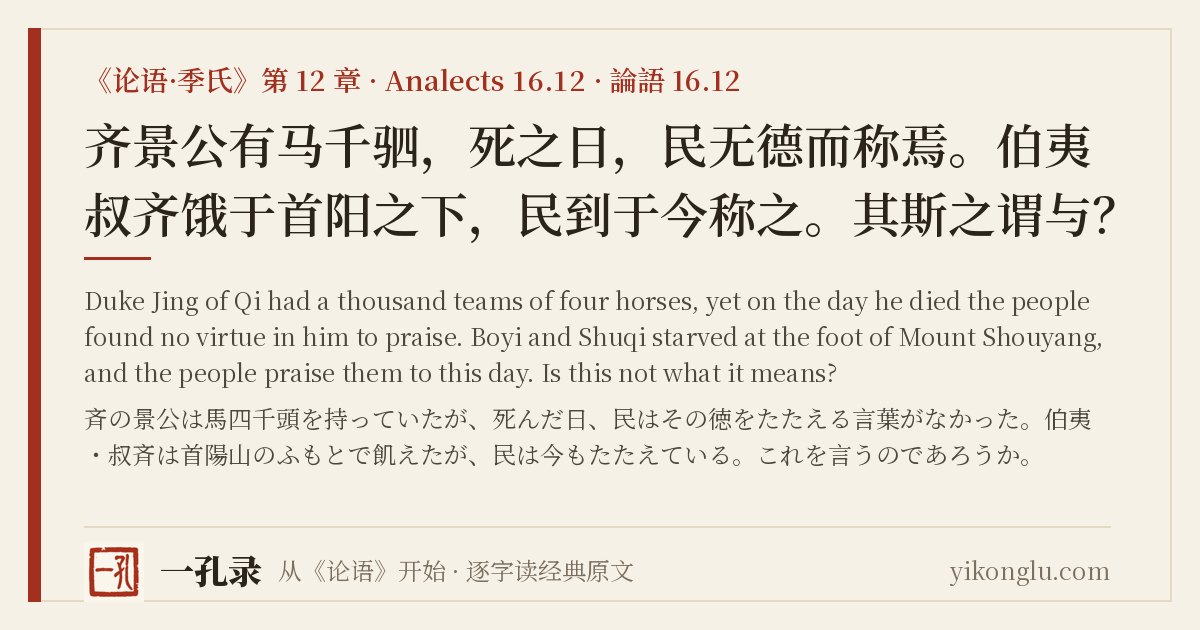 《论语·季氏》第 12 章 · Analects 16.12 · 論語 16.12
齐景公有马千驷，死之日，民无德而称焉。伯夷
叔齐饿于首阳之下，民到于今称之。其斯之谓与？
Duke Jing of Qi had a thousand teams of four horses, yet on the day he died the people
found no virtue in him to praise. Boyi and Shuqi starved at the foot of Mount Shouyang,
and the people praise them to this day. Is this not what it means?
斉の景公は馬四千頭を持っていたが、死んだ日、民はその徳をたたえる言葉がなかった。伯夷
・叔斉は首陽山のふもとで飢えたが、民は今もたたえている。これを言うのであろうか。
一孔
一孔录
从《论语》开始 · 逐字读经典原文
yikonglu.com